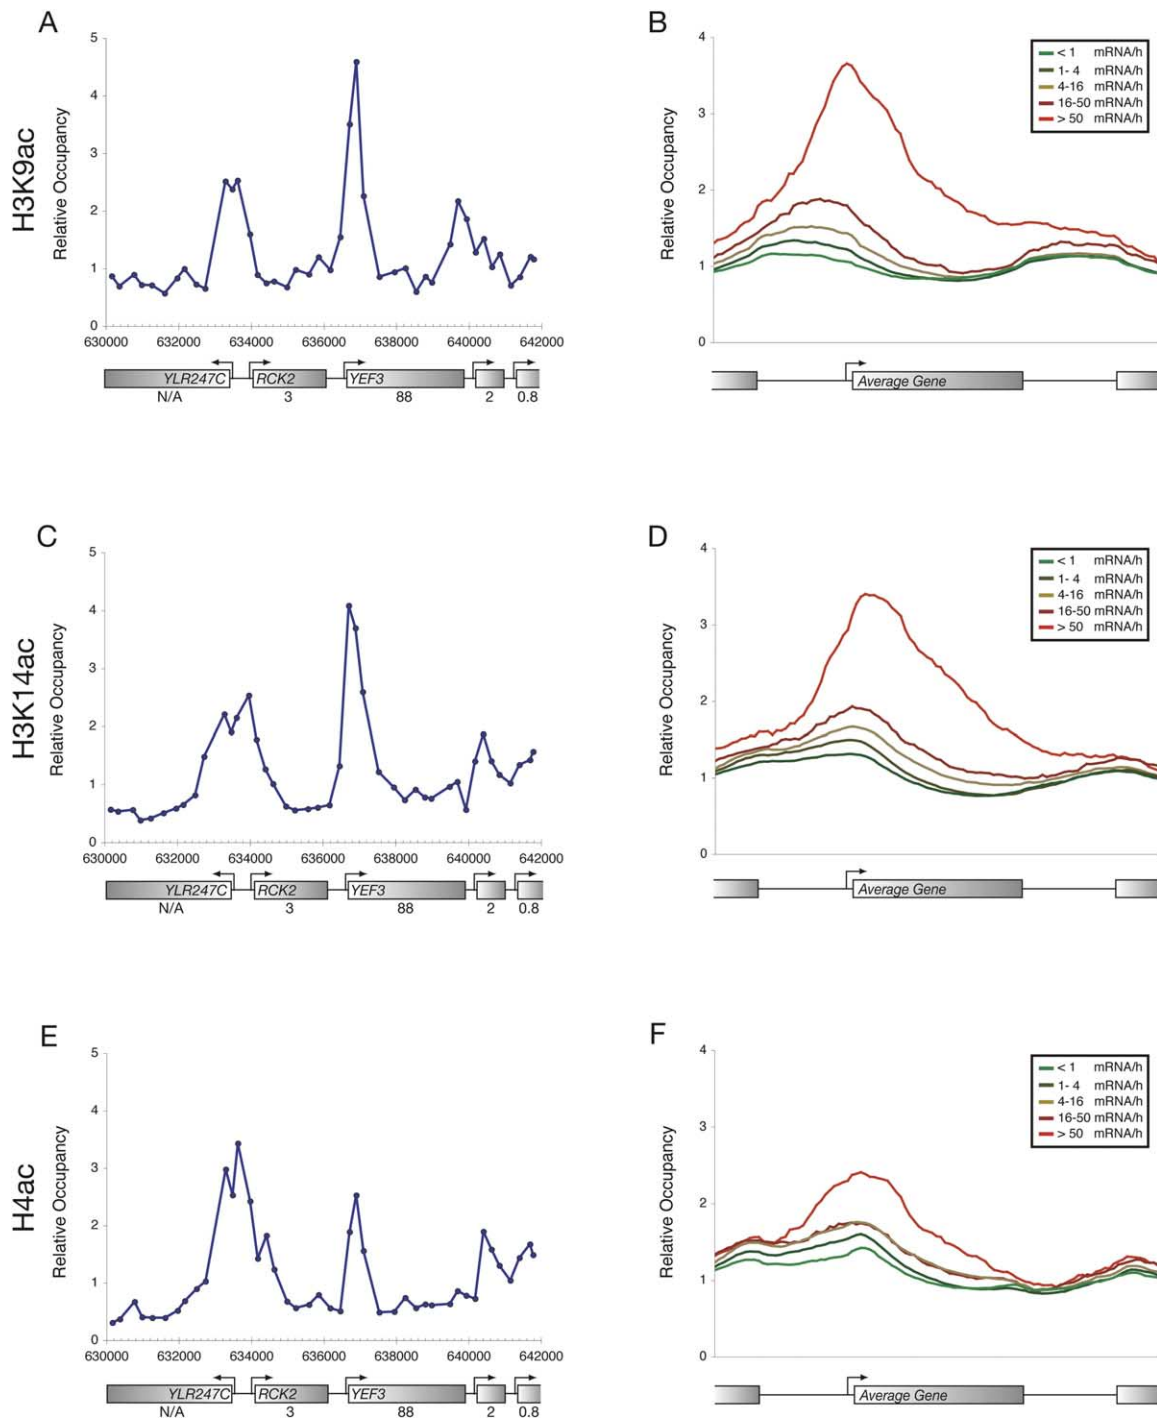 A
H3K9ac
Relative Occupancy
5
4
3
2
1
0
630000 632000 634000 636000 638000 640000 642000
YLR247C RCK2 YEF3
N/A 3 88 2 0.8
B
Relative Occupancy
4
3
2
1
0
< 1 mRNA/h
1- 4 mRNA/h
4-16 mRNA/h
16-50 mRNA/h
> 50 mRNA/h
Average Gene
C
H3K14ac
Relative Occupancy
5
4
3
2
1
0
630000 632000 634000 636000 638000 640000 642000
YLR247C RCK2 YEF3
N/A 3 88 2 0.8
D
Relative Occupancy
4
3
2
1
0
< 1 mRNA/h
1- 4 mRNA/h
4-16 mRNA/h
16-50 mRNA/h
> 50 mRNA/h
Average Gene
E
H4ac
Relative Occupancy
5
4
3
2
1
0
630000 632000 634000 636000 638000 640000 642000
YLR247C RCK2 YEF3
N/A 3 88 2 0.8
F
Relative Occupancy
4
3
2
1
0
< 1 mRNA/h
1- 4 mRNA/h
4-16 mRNA/h
16-50 mRNA/h
> 50 mRNA/h
Average Gene